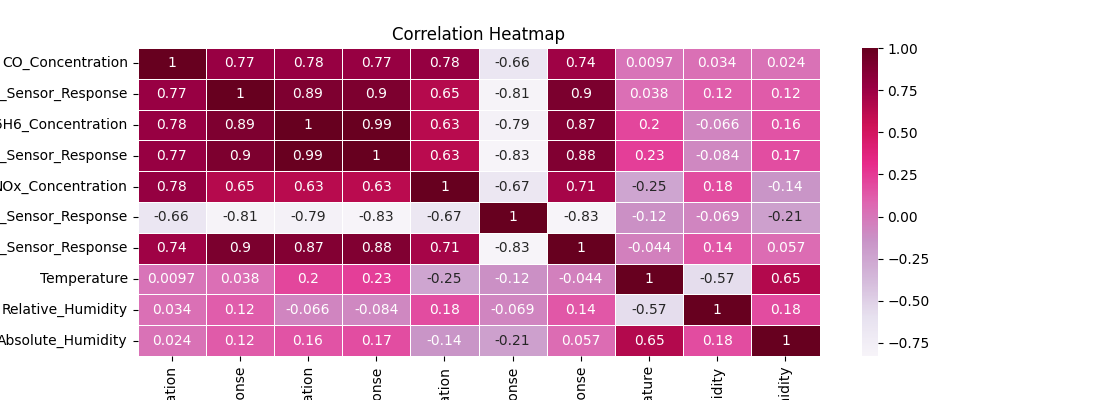 Correlation Heatmap
CO_Concentration 1 0.77 0.78 0.77 0.78 -0.66 0.74 0.0097 0.034 0.024
_Sensor_Response 0.77 1 0.89 0.9 0.65 -0.81 0.9 0.038 0.12 0.12
6H6_Concentration 0.78 0.89 1 0.99 0.63 -0.79 0.87 0.2 -0.066 0.16
_Sensor_Response 0.77 0.9 0.99 1 0.63 -0.83 0.88 0.23 -0.084 0.17
NOx_Concentration 0.78 0.65 0.63 0.63 1 -0.67 0.71 -0.25 0.18 -0.14
_Sensor_Response -0.66 -0.81 -0.79 -0.83 -0.67 1 -0.83 -0.12 -0.069 -0.21
_Sensor_Response 0.74 0.9 0.87 0.88 0.71 -0.83 1 -0.044 0.14 0.057
Temperature 0.0097 0.038 0.2 0.23 -0.25 -0.12 -0.044 1 -0.57 0.65
Relative_Humidity 0.034 0.12 -0.066 -0.084 0.18 -0.069 0.14 -0.57 1 0.18
Absolute_Humidity 0.024 0.12 0.16 0.17 -0.14 -0.21 0.057 0.65 0.18 1
ation
onse
ation
onse
ation
onse
onse
ature
idity
idity
1.00
0.75
0.50
0.25
0.00
−0.25
−0.50
−0.75